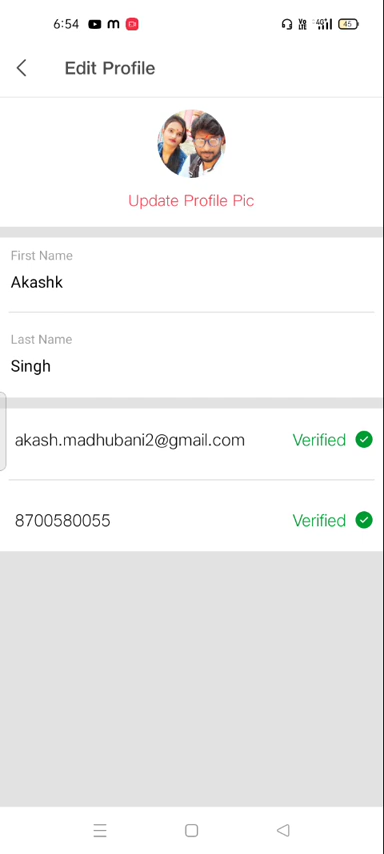 6:54
Edit Profile
Update Profile Pic
First Name
Akashk
Last Name
Singh
akash.madhubani2@gmail.com Verified
8700580055 Verified